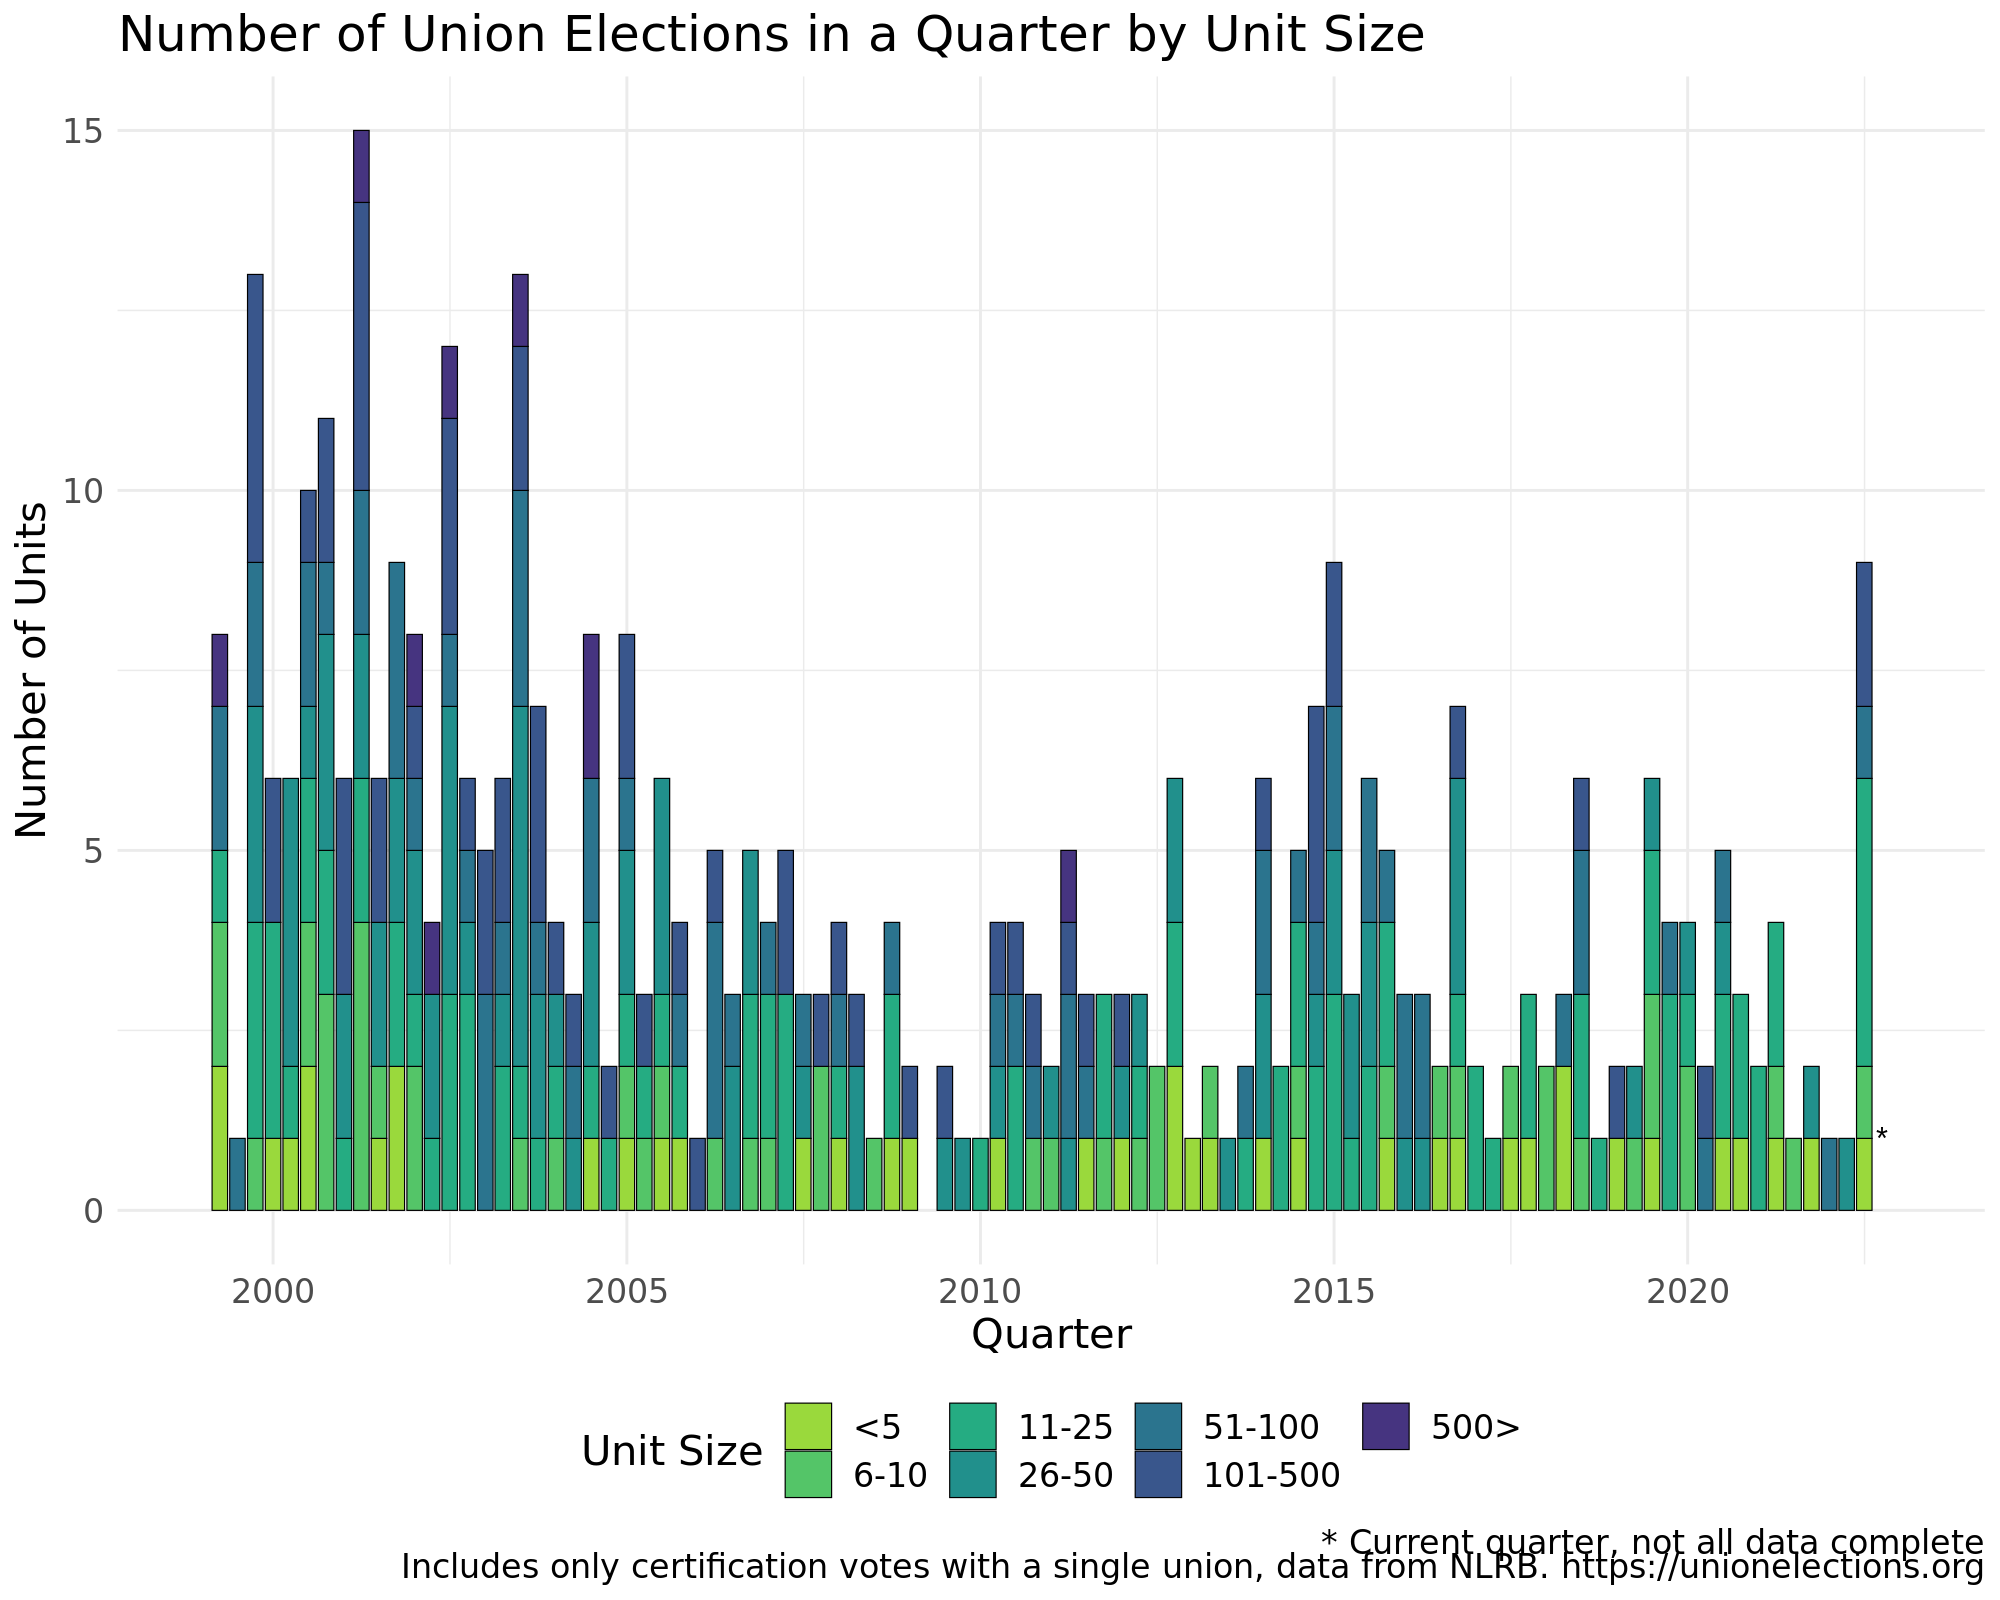 Number of Union Elections in a Quarter by Unit Size
Number of Units
15
10
5
0
*
2000 2005 2010 2015 2020
Quarter
Unit Size
<5 11-25 51-100 500>
6-10 26-50 101-500
* Current quarter, not all data complete
Includes only certification votes with a single union, data from NLRB. https://unionelections.org